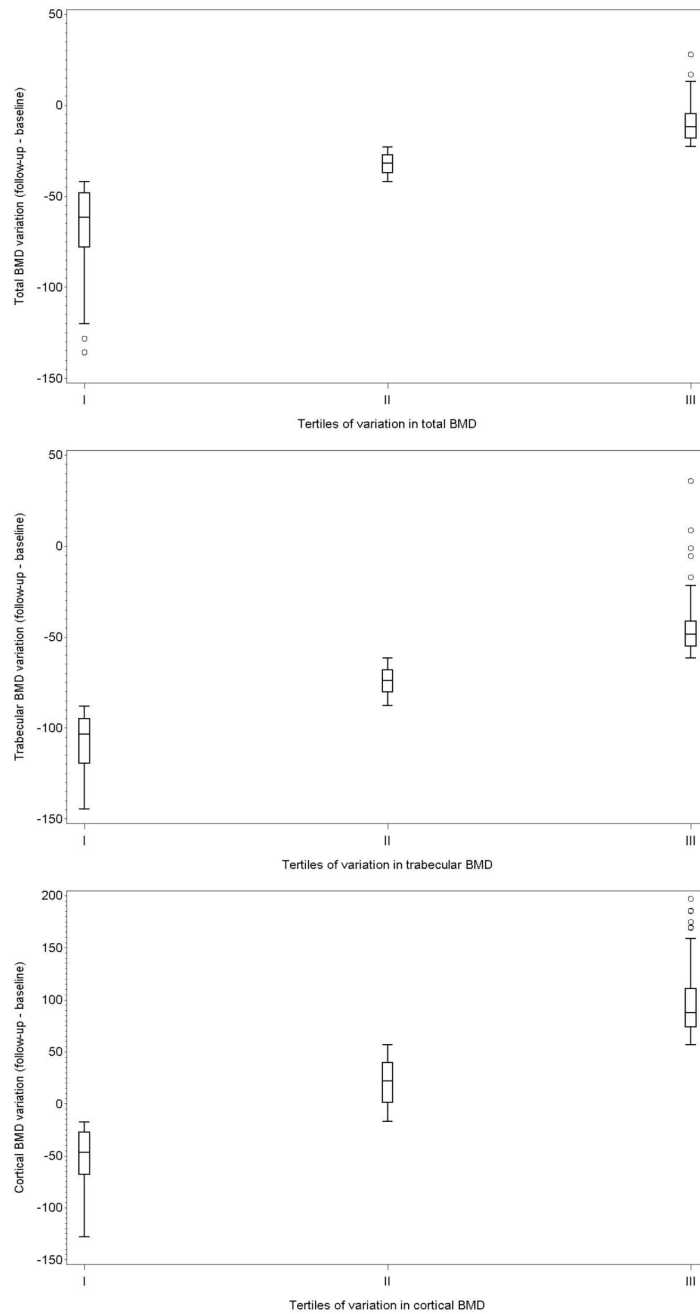 Total BMD variation (follow-up - baseline)
50
0
-50
-100
-150
I
II
III
Tertiles of variation in total BMD
Trabecular BMD variation (follow-up - baseline)
50
0
-50
-100
-150
I
II
III
Tertiles of variation in trabecular BMD
Cortical BMD variation (follow-up - baseline)
200
150
100
50
0
-50
-100
-150
I
II
III
Tertiles of variation in cortical BMD